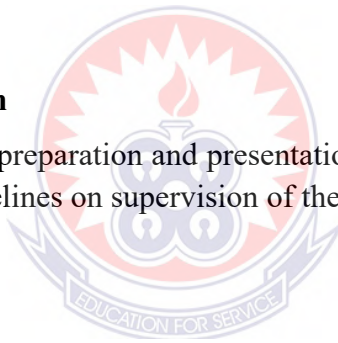 n
preparation and presentatio
elines on supervision of the
EDUCATION FOR SERVICE